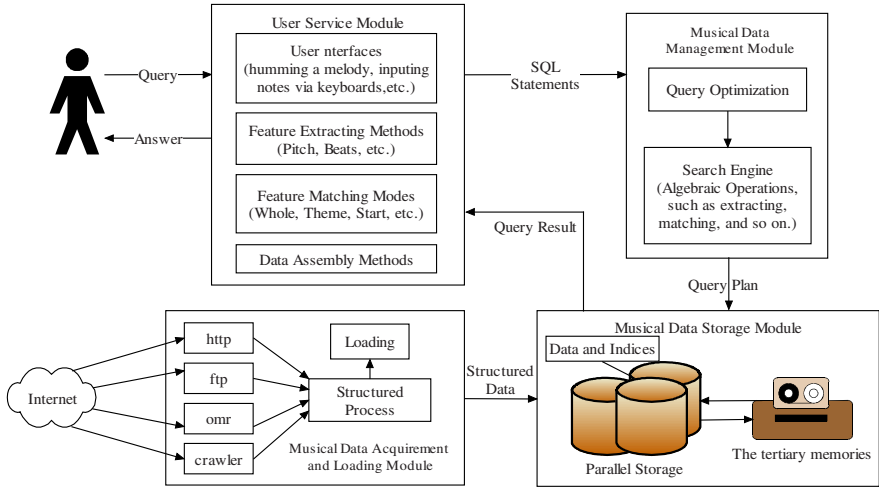 User Service Module
User nterfaces
(humming a melody, inputing
notes via keyboards,etc.)
Feature Extracting Methods
(Pitch, Beats, etc.)
Feature Matching Modes
(Whole, Theme, Start, etc.)
Data Assembly Methods
Query
Answer
SQL
Statements
Musical Data
Management Module
Query Optimization
Search Engine
(Algebraic Operations,
such as extracting,
matching, and so on.)
Query Result
Query Plan
Internet
http
ftp
omr
crawler
Loading
Structured
Process
Musical Data Acquirement
and Loading Module
Structured
Data
Musical Data Storage Module
Data and Indices
Parallel Storage
The tertiary memories